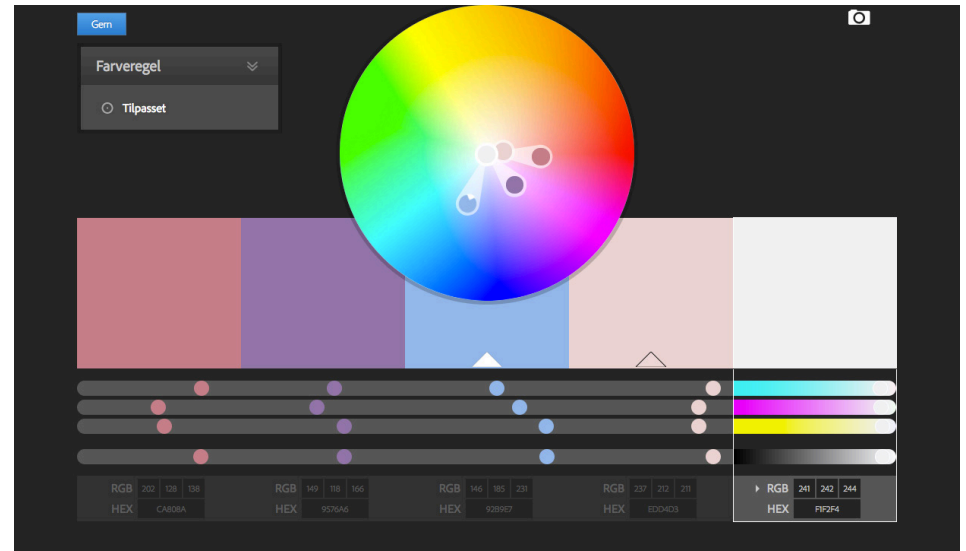 Gem
Farveregel
Tilpasset
RGB 202 128 138
HEX CA808A
RGB 149 118 166
HEX 9576A6
RGB 146 185 231
HEX 92B9E7
RGB 237 212 211
HEX EDD4D3
RGB 241 242 244
HEX F1F2F4